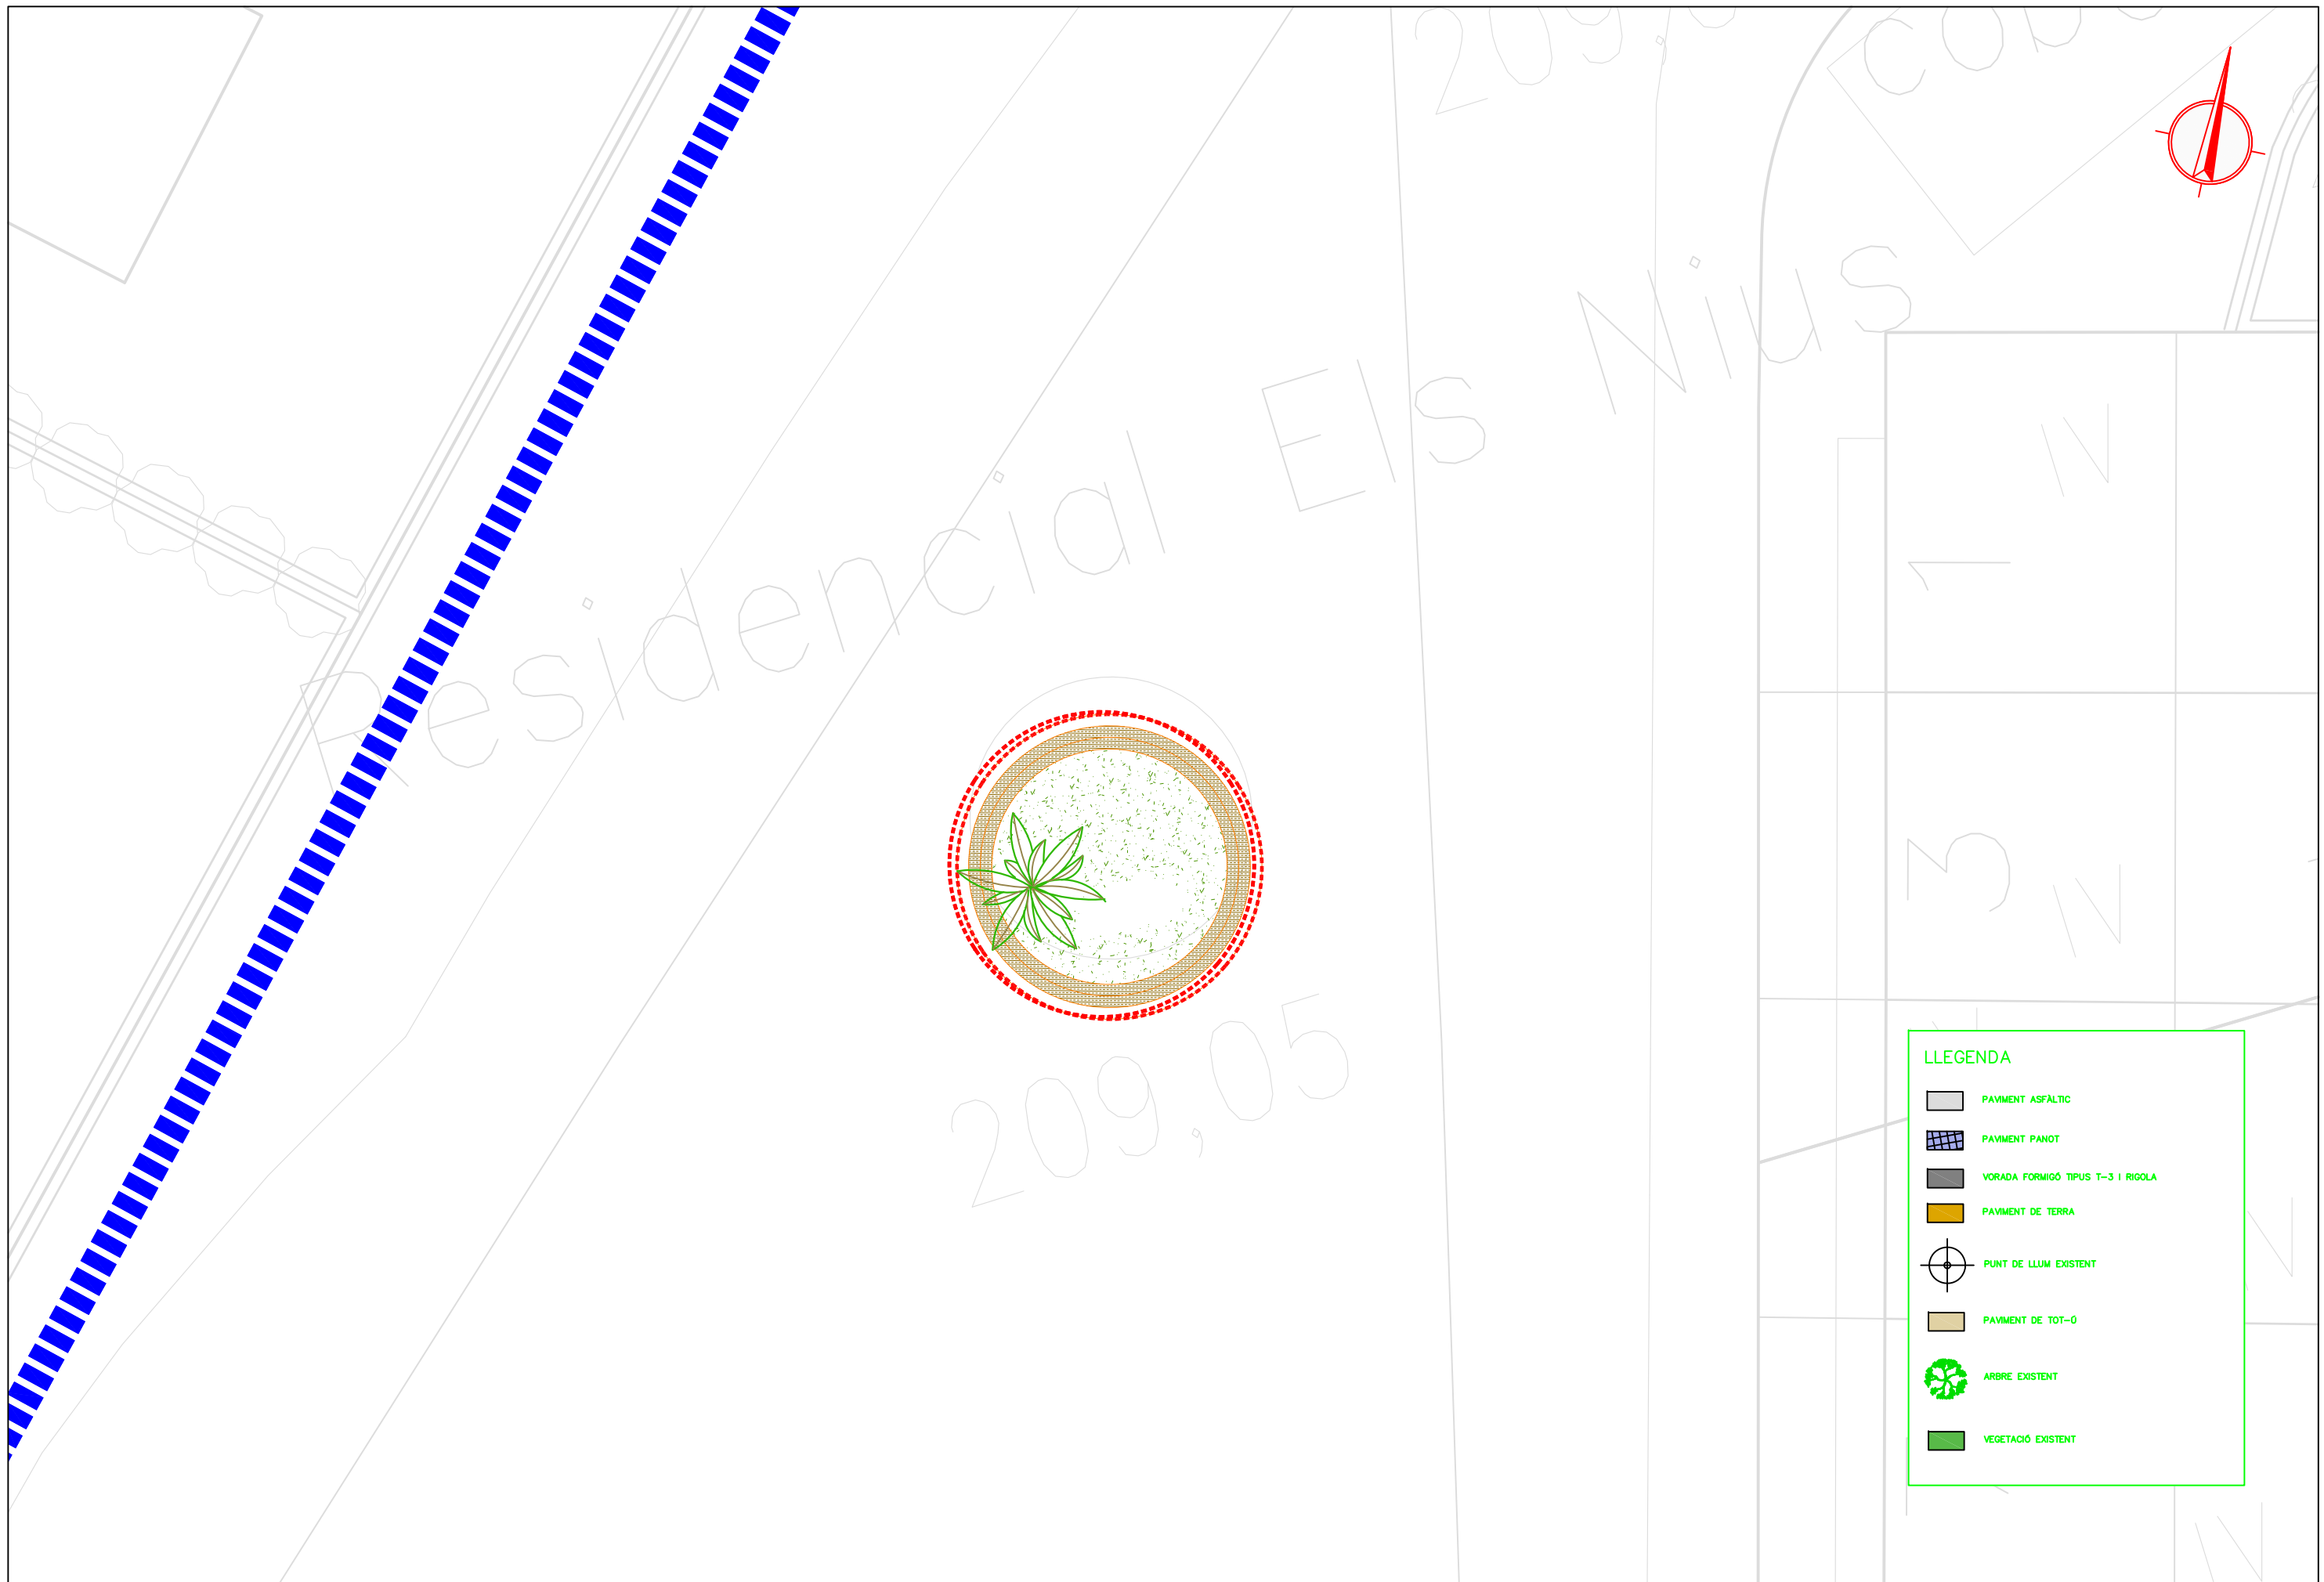 Residencial Els Nius
209,05
LLEGENDA
PAVIMENT ASFÀLTIC
PAVIMENT PANOT
VORADA FORMIGÓ TIPUS T-3 I RIGOLA
PAVIMENT DE TERRA
PUNT DE LLUM EXISTENT
PAVIMENT DE TOT-Ú
ARBRE EXISTENT
VEGETACIÓ EXISTENT